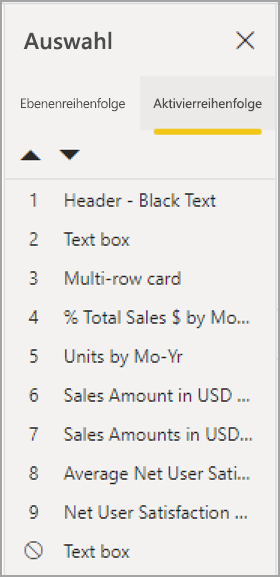 Auswahl
Ebenenreihenfolge Aktivierreihenfolge
1 Header - Black Text
2 Text box
3 Multi-row card
4 % Total Sales $ by Mo...
5 Units by Mo-Yr
6 Sales Amount in USD ...
7 Sales Amounts in USD...
8 Average Net User Sati...
9 Net User Satisfaction ...
Text box